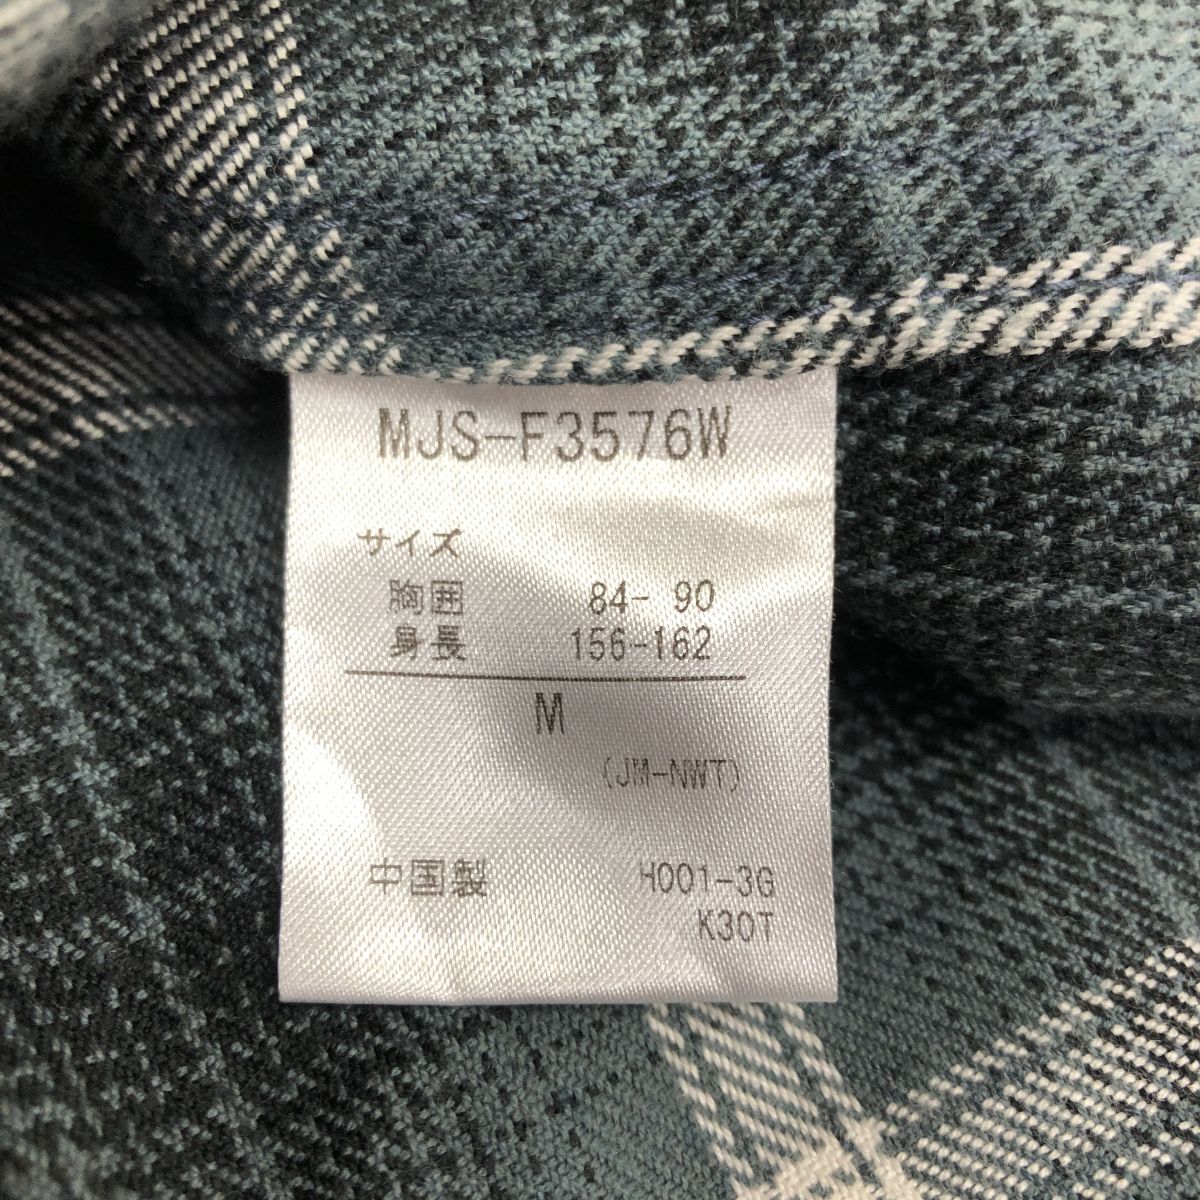 MJS-F3576W
サイズ
胸囲 84- 90
身長 156-162
M
(JM-NWT)
中国製 H001-3G
K30T